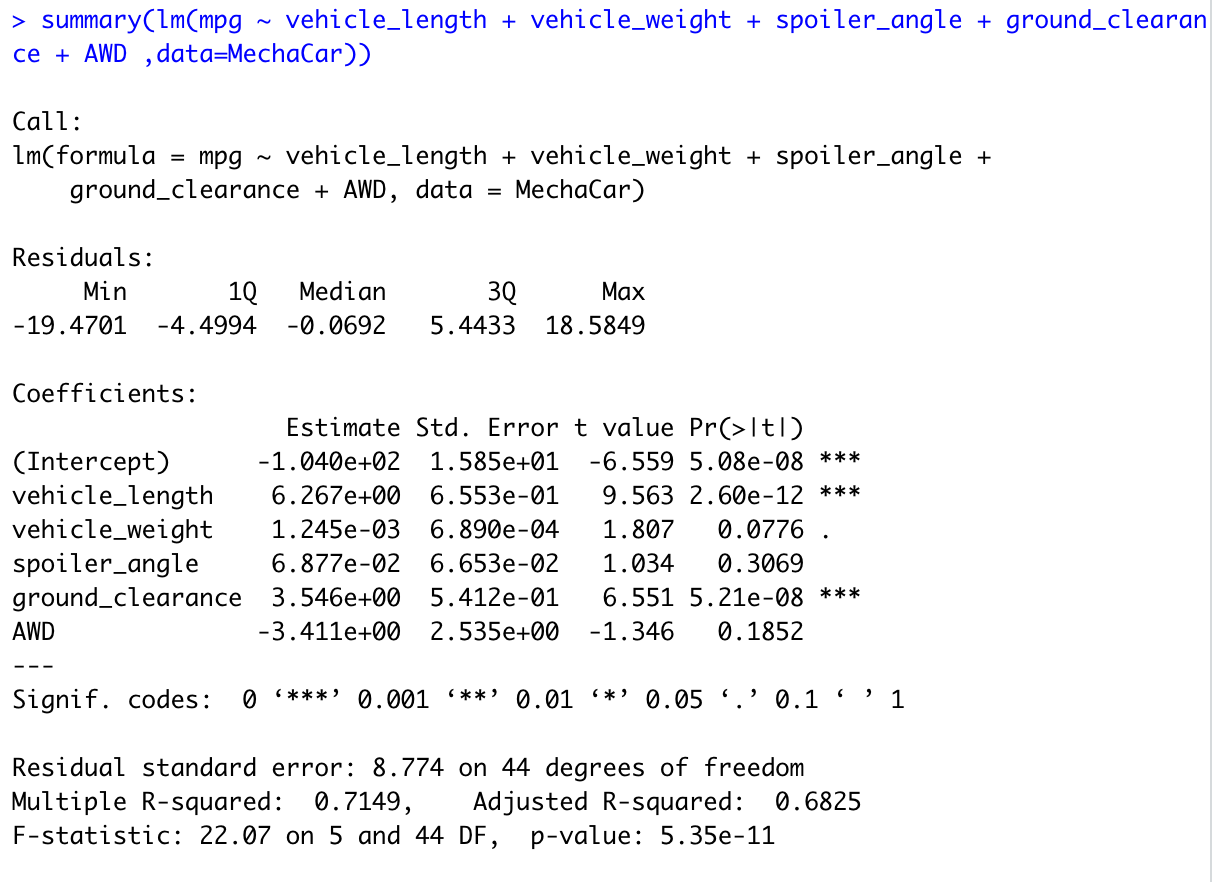 > summary(lm(mpg ~ vehicle_length + vehicle_weight + spoiler_angle + ground_clearan
ce + AWD ,data=MechaCar))

Call:
lm(formula = mpg ~ vehicle_length + vehicle_weight + spoiler_angle +
    ground_clearance + AWD, data = MechaCar)

Residuals:
     Min       1Q   Median       3Q      Max
-19.4701  -4.4994  -0.0692   5.4433  18.5849

Coefficients:
                   Estimate Std. Error t value Pr(>|t|)
(Intercept)      -1.040e+02  1.585e+01  -6.559 5.08e-08 ***
vehicle_length    6.267e+00  6.553e-01   9.563 2.60e-12 ***
vehicle_weight    1.245e-03  6.890e-04   1.807   0.0776 .
spoiler_angle     6.877e-02  6.653e-02   1.034   0.3069
ground_clearance  3.546e+00  5.412e-01   6.551 5.21e-08 ***
AWD              -3.411e+00  2.535e+00  -1.346   0.1852
---
Signif. codes:  0 ‘***’ 0.001 ‘**’ 0.01 ‘*’ 0.05 ‘.’ 0.1 ‘ ’ 1

Residual standard error: 8.774 on 44 degrees of freedom
Multiple R-squared:  0.7149,    Adjusted R-squared:  0.6825
F-statistic: 22.07 on 5 and 44 DF,  p-value: 5.35e-11